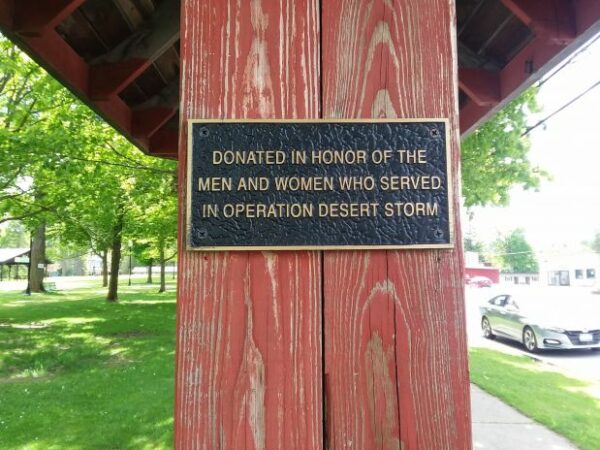 DONATED IN HONOR OF THE
MEN AND WOMEN WHO SERVED
IN OPERATION DESERT STORM